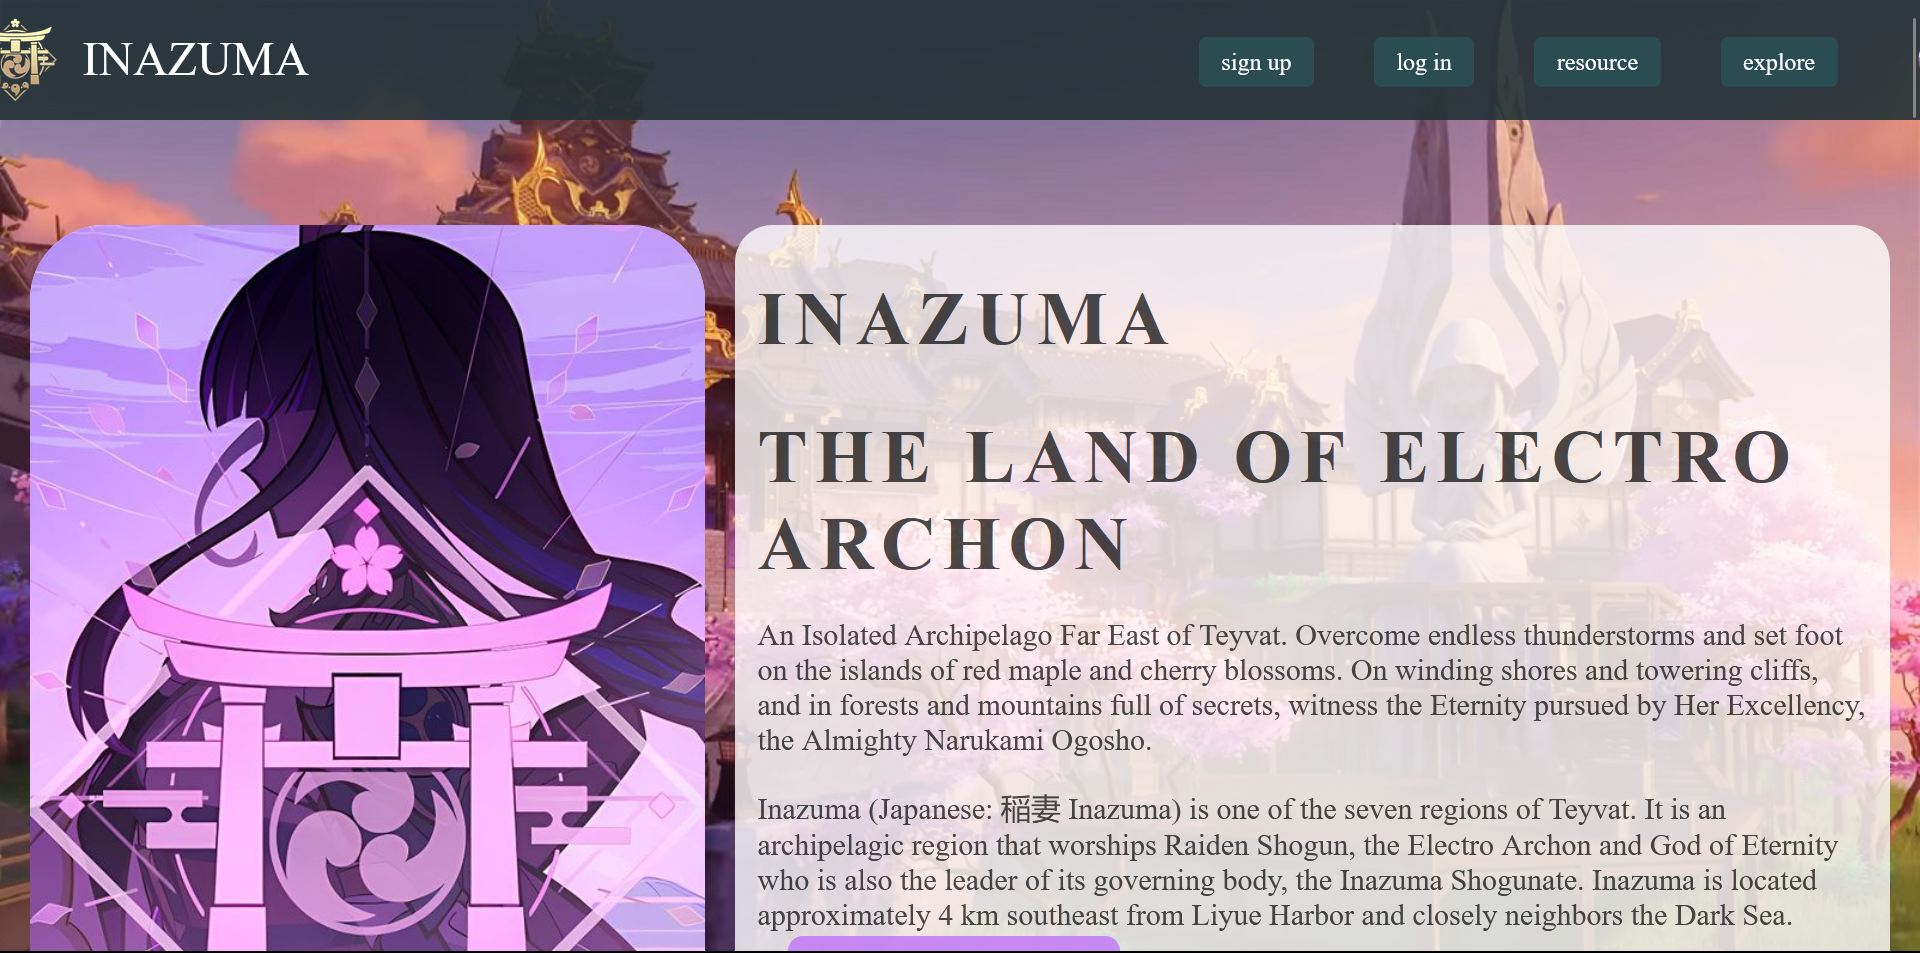 INAZUMA
sign up
log in
resource
explore
INAZUMA
THE LAND OF ELECTRO
ARCHON
An Isolated Archipelago Far East of Teyvat. Overcome endless thunderstorms and set foot
on the islands of red maple and cherry blossoms. On winding shores and towering cliffs,
and in forests and mountains full of secrets, witness the Eternity pursued by Her Excellency,
the Almighty Narukami Ogosho.
Inazuma (Japanese: 稲妻 Inazuma) is one of the seven regions of Teyvat. It is an
archipelagic region that worships Raiden Shogun, the Electro Archon and God of Eternity
who is also the leader of its governing body, the Inazuma Shogunate. Inazuma is located
approximately 4 km southeast from Liyue Harbor and closely neighbors the Dark Sea.